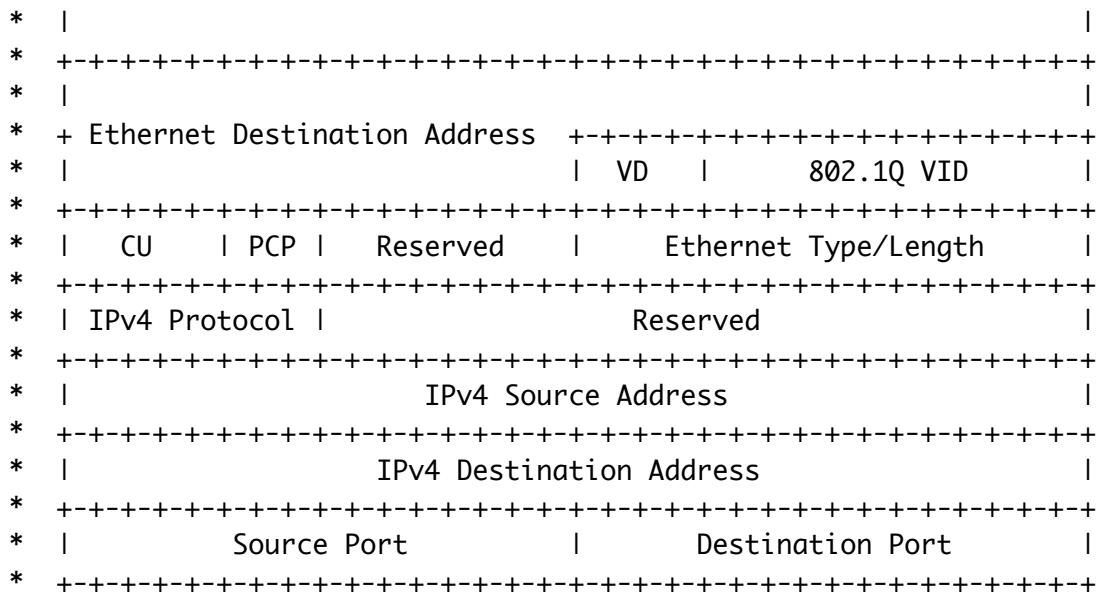 *  |                                                               |
*  +-+-+-+-+-+-+-+-+-+-+-+-+-+-+-+-+-+-+-+-+-+-+-+-+-+-+-+-+-+-+-+-+
*  |                                                               |
*  + Ethernet Destination Address  +-+-+-+-+-+-+-+-+-+-+-+-+-+-+-+-+
*  |                               |  VD   |      802.1Q VID       |
*  +-+-+-+-+-+-+-+-+-+-+-+-+-+-+-+-+-+-+-+-+-+-+-+-+-+-+-+-+-+-+-+-+
*  |   CU    | PCP |   Reserved    |     Ethernet Type/Length      |
*  +-+-+-+-+-+-+-+-+-+-+-+-+-+-+-+-+-+-+-+-+-+-+-+-+-+-+-+-+-+-+-+-+
*  | IPv4 Protocol |                   Reserved                    |
*  +-+-+-+-+-+-+-+-+-+-+-+-+-+-+-+-+-+-+-+-+-+-+-+-+-+-+-+-+-+-+-+-+
*  |                      IPv4 Source Address                      |
*  +-+-+-+-+-+-+-+-+-+-+-+-+-+-+-+-+-+-+-+-+-+-+-+-+-+-+-+-+-+-+-+-+
*  |                   IPv4 Destination Address                    |
*  +-+-+-+-+-+-+-+-+-+-+-+-+-+-+-+-+-+-+-+-+-+-+-+-+-+-+-+-+-+-+-+-+
*  |          Source Port          |       Destination Port        |
*  +-+-+-+-+-+-+-+-+-+-+-+-+-+-+-+-+-+-+-+-+-+-+-+-+-+-+-+-+-+-+-+-+